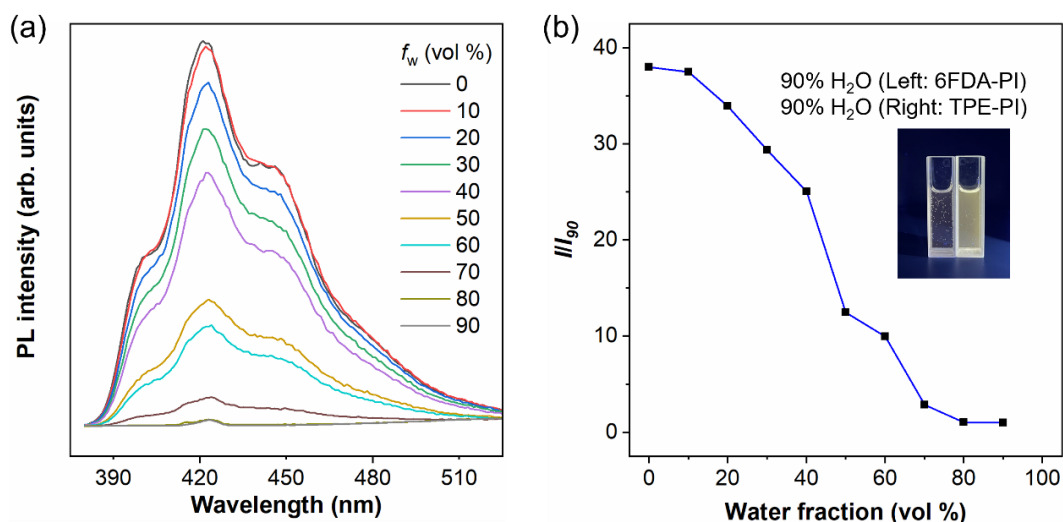 (a)
PL intensity (arb. units)
f_w (vol %)
0
10
20
30
40
50
60
70
80
90
390 420 450 480 510
Wavelength (nm)
(b)
I/I_90
40
30
20
10
0
90% H₂O (Left: 6FDA-PI)
90% H₂O (Right: TPE-PI)
0 20 40 60 80 100
Water fraction (vol %)